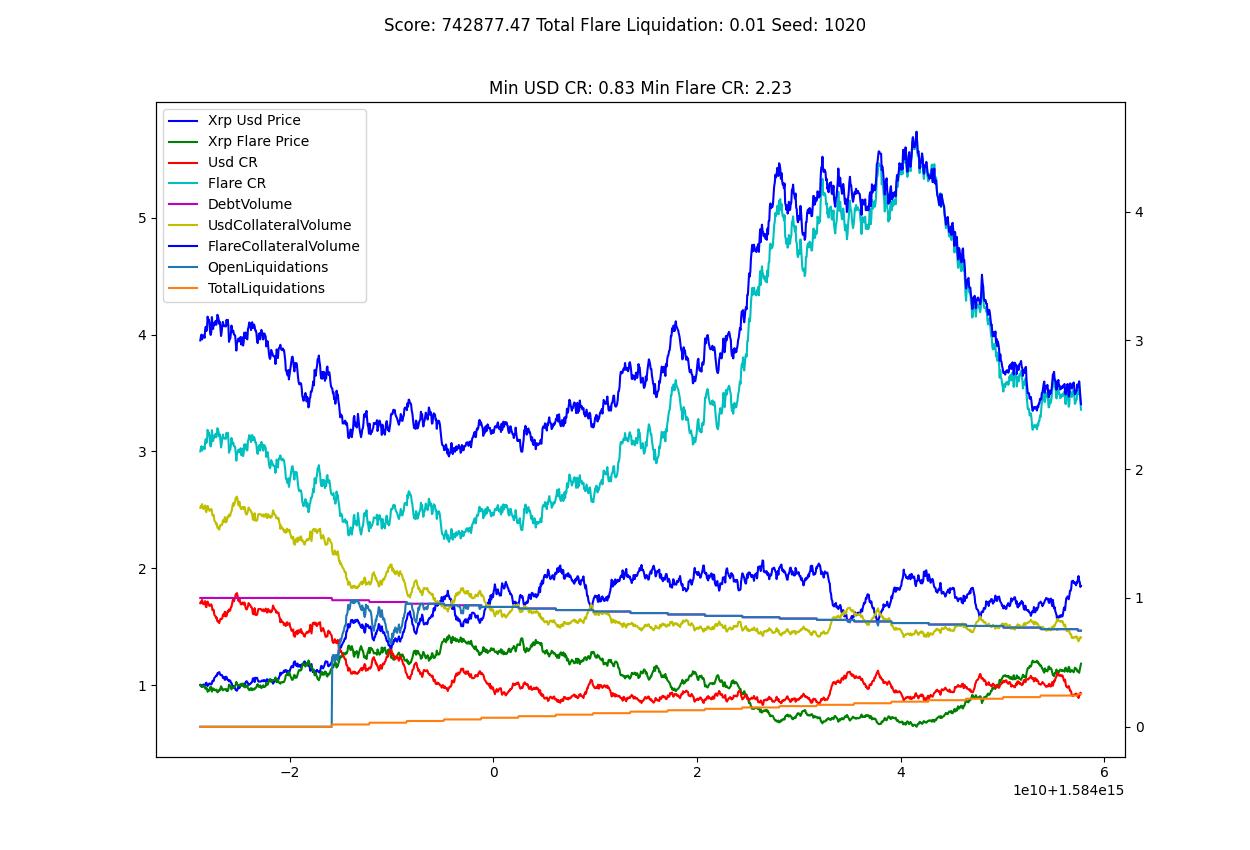 Score: 742877.47 Total Flare Liquidation: 0.01 Seed: 1020
Min USD CR: 0.83 Min Flare CR: 2.23
Xrp Usd Price
Xrp Flare Price
Usd CR
Flare CR
DebtVolume
UsdCollateralVolume
FlareCollateralVolume
OpenLiquidations
TotalLiquidations
5
4
3
2
1
4
3
2
1
0
−2
0
2
4
6
1e10+1.584e15